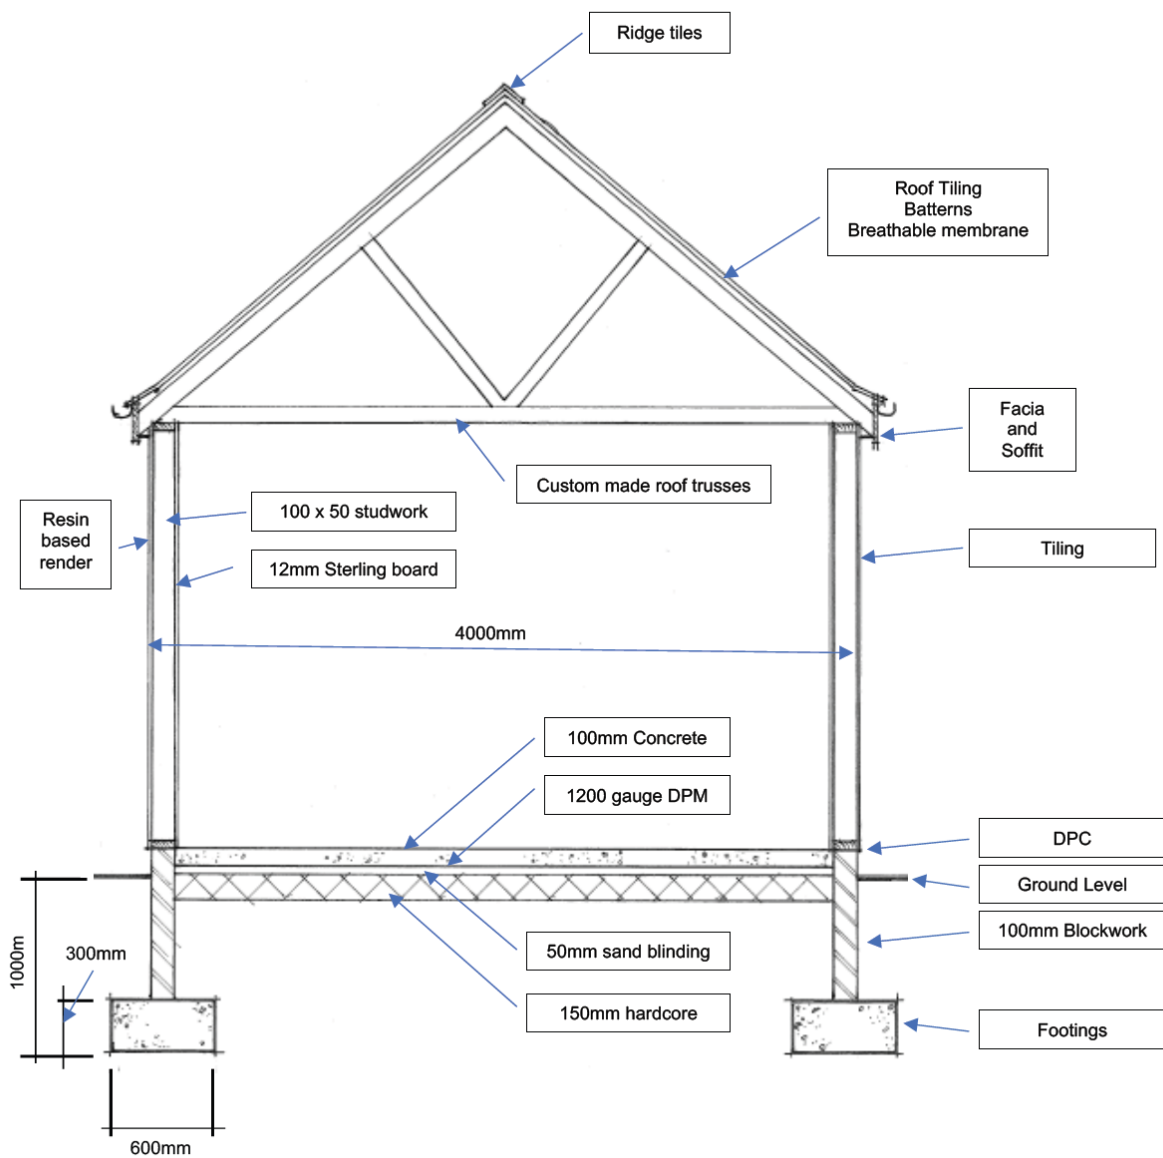 Ridge tiles
Roof Tiling
Batterns
Breathable membrane
Facia
and
Soffit
Custom made roof trusses
Resin
based
render
100 x 50 studwork
12mm Sterling board
Tiling
4000mm
100mm Concrete
1200 gauge DPM
DPC
Ground Level
100mm Blockwork
50mm sand blinding
300mm
1000m
150mm hardcore
Footings
600mm